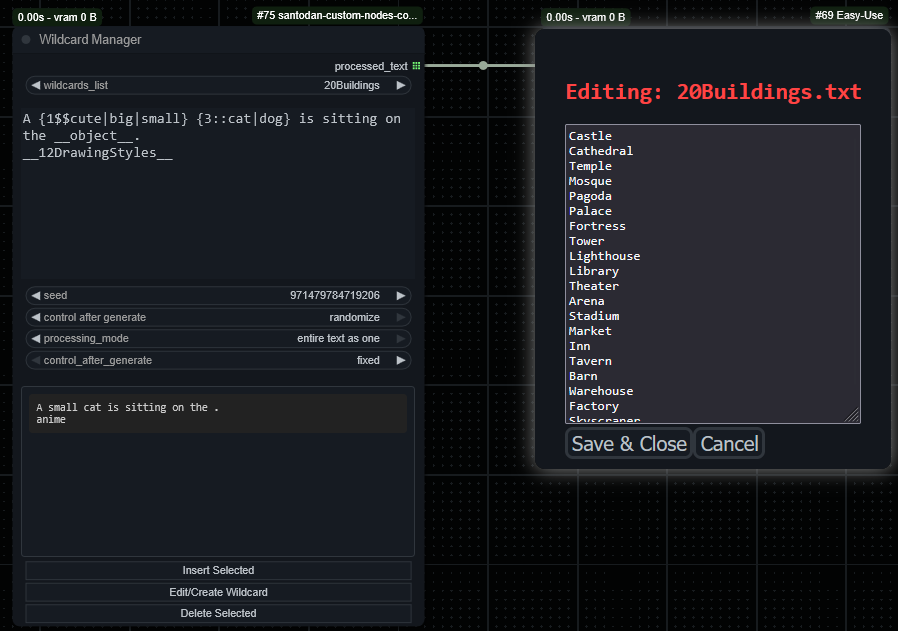 0.00s - vram 0 B
#75 santodan-custom-nodes-co...
Wildcard Manager
processed_text
wildcards_list
20Buildings
A {1$$cute|big|small} {3::cat|dog} is sitting on
the __object__.
__12DrawingStyles__
seed
971479784719206
control after generate
randomize
processing_mode
entire text as one
control_after_generate
fixed
A small cat is sitting on the .
anime
Insert Selected
Edit/Create Wildcard
Delete Selected
0.00s - vram 0 B
#69 Easy-Use
Editing: 20Buildings.txt
Castle
Cathedral
Temple
Mosque
Pagoda
Palace
Fortress
Tower
Lighthouse
Library
Theater
Arena
Stadium
Market
Inn
Tavern
Barn
Warehouse
Factory
Skyscraper
Save & Close
Cancel